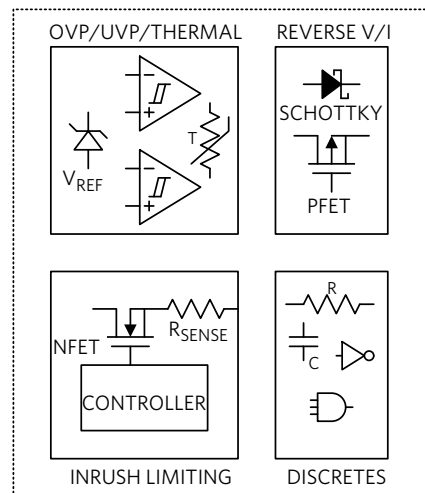 OVP/UVP/THERMAL
REVERSE V/I
SCHOTTKY
T
VREF
PFET
R
NFET
RSENSE
C
CONTROLLER
INRUSH LIMITING
DISCRETES